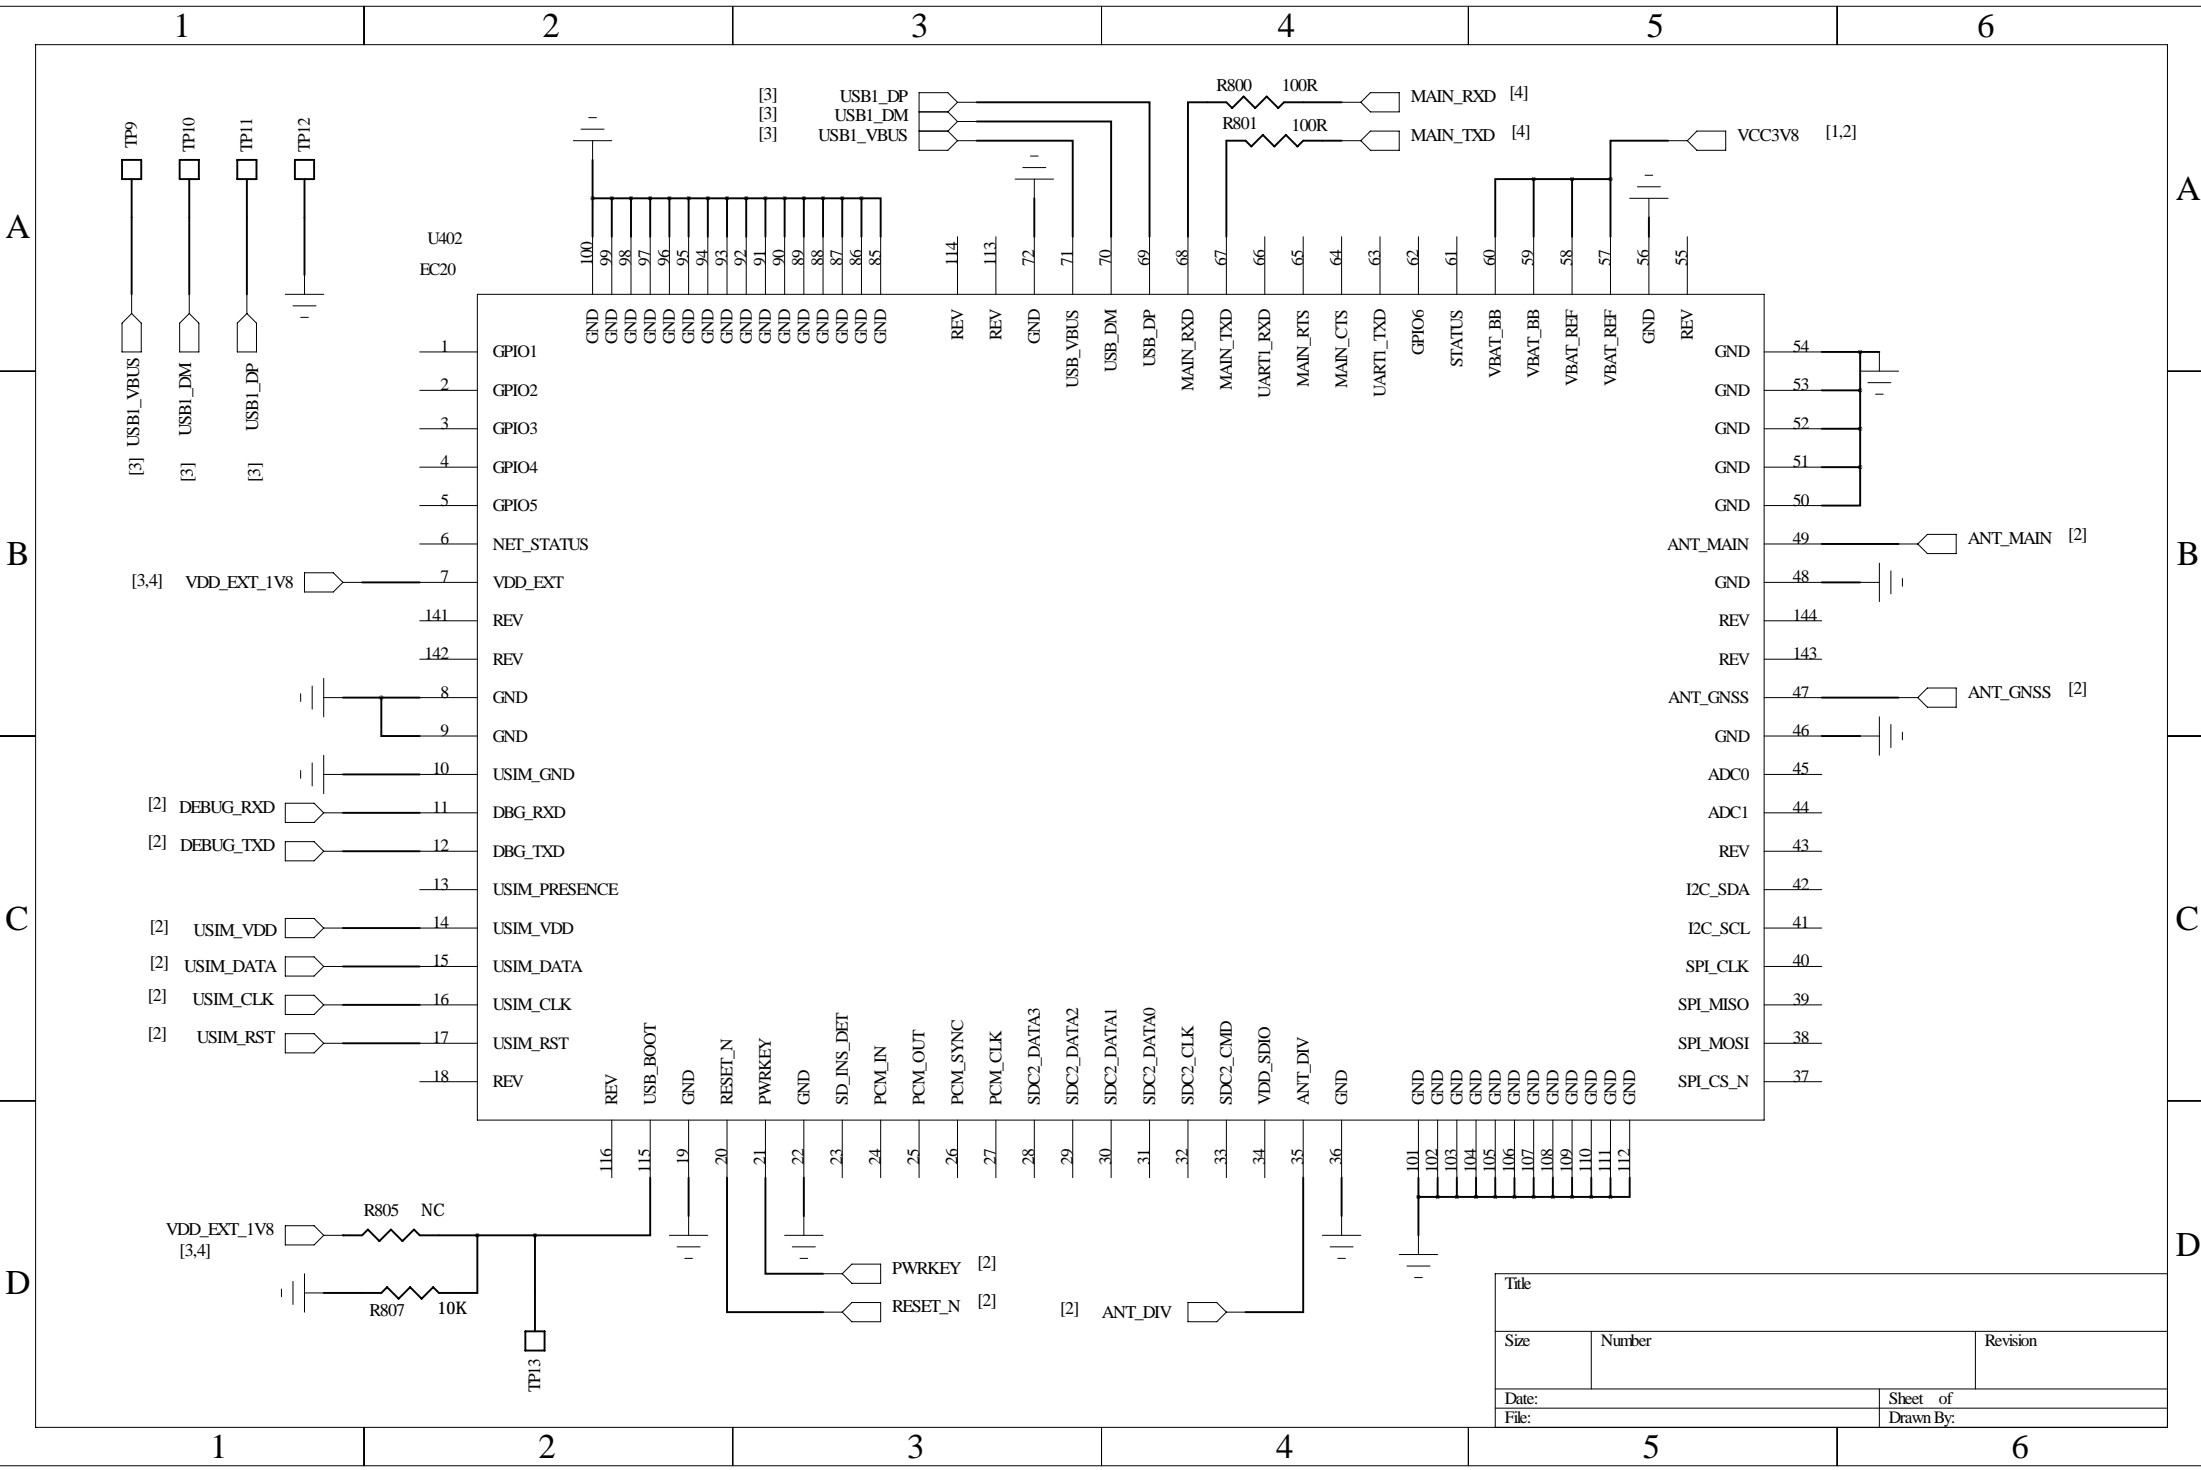 1 2 3 4 5 6
A
B
C
D
A
B
C
D
TP9 TP10 TP11 TP12
USB1_VBUS USB1_DM USB1_DP
[3] [3] [3]
[3] USB1_DP
[3] USB1_DM
[3] USB1_VBUS
R800 100R MAIN_RXD [4]
R801 100R MAIN_TXD [4]
VCC3V8 [1,2]
U402
EC20
100 99 98 97 96 95 94 93 92 91 90 89 88 87 86 85
GND GND GND GND GND GND GND GND GND GND GND GND GND GND GND GND
114 113 72 71 70 69 68 67 66 65 64 63 62 61 60 59 58 57 56 55
REV REV GND USB_VBUS USB_DM USB_DP MAIN_RXD MAIN_TXD UART1_RXD MAIN_RTS MAIN_CTS UART1_TXD GPIO6 STATUS VBAT_BB VBAT_BB VBAT_REF VBAT_REF GND REV
1 GPIO1
2 GPIO2
3 GPIO3
4 GPIO4
5 GPIO5
6 NET_STATUS
[3,4] VDD_EXT_1V8 7 VDD_EXT
141 REV
142 REV
8 GND
9 GND
10 USIM_GND
[2] DEBUG_RXD 11 DBG_RXD
[2] DEBUG_TXD 12 DBG_TXD
13 USIM_PRESENCE
[2] USIM_VDD 14 USIM_VDD
[2] USIM_DATA 15 USIM_DATA
[2] USIM_CLK 16 USIM_CLK
[2] USIM_RST 17 USIM_RST
18 REV
GND 54
GND 53
GND 52
GND 51
GND 50
ANT_MAIN 49 ANT_MAIN [2]
GND 48
REV 144
REV 143
ANT_GNSS 47 ANT_GNSS [2]
GND 46
ADC0 45
ADC1 44
REV 43
I2C_SDA 42
I2C_SCL 41
SPI_CLK 40
SPI_MISO 39
SPI_MOSI 38
SPI_CS_N 37
REV USB_BOOT GND RESET_N PWRKEY GND SD_INS_DET PCM_IN PCM_OUT PCM_SYNC PCM_CLK SDC2_DATA3 SDC2_DATA2 SDC2_DATA1 SDC2_DATA0 SDC2_CLK SDC2_CMD VDD_SDIO ANT_DIV GND
GND GND GND GND GND GND GND GND GND GND GND GND
116 115 19 20 21 22 23 24 25 26 27 28 29 30 31 32 33 34 35 36
101 102 103 104 105 106 107 108 109 110 111 112
R805 NC
VDD_EXT_1V8
[3,4]
R807 10K
TP13
PWRKEY [2]
RESET_N [2]
[2] ANT_DIV
Title
Size Number Revision
Date: Sheet of
File: Drawn By:
1 2 3 4 5 6